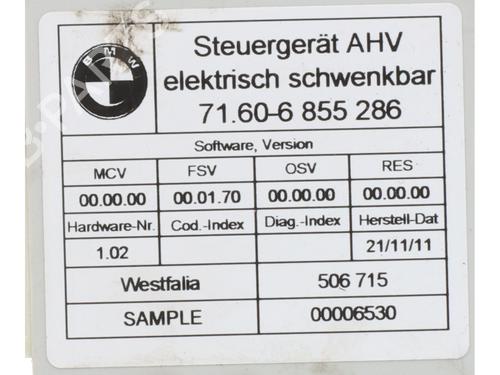 BMW
Steuergerät AHV
elektrisch schwenkbar
71.60-6 855 286
Software, Version
MCV FSV OSV RES
00.00.00 00.01.70 00.00.00 00.00.00
Hardware-Nr. Cod.-Index Diag.-Index Herstell-Dat
1.02 21/11/11
Westfalia 506 715
SAMPLE 00006530